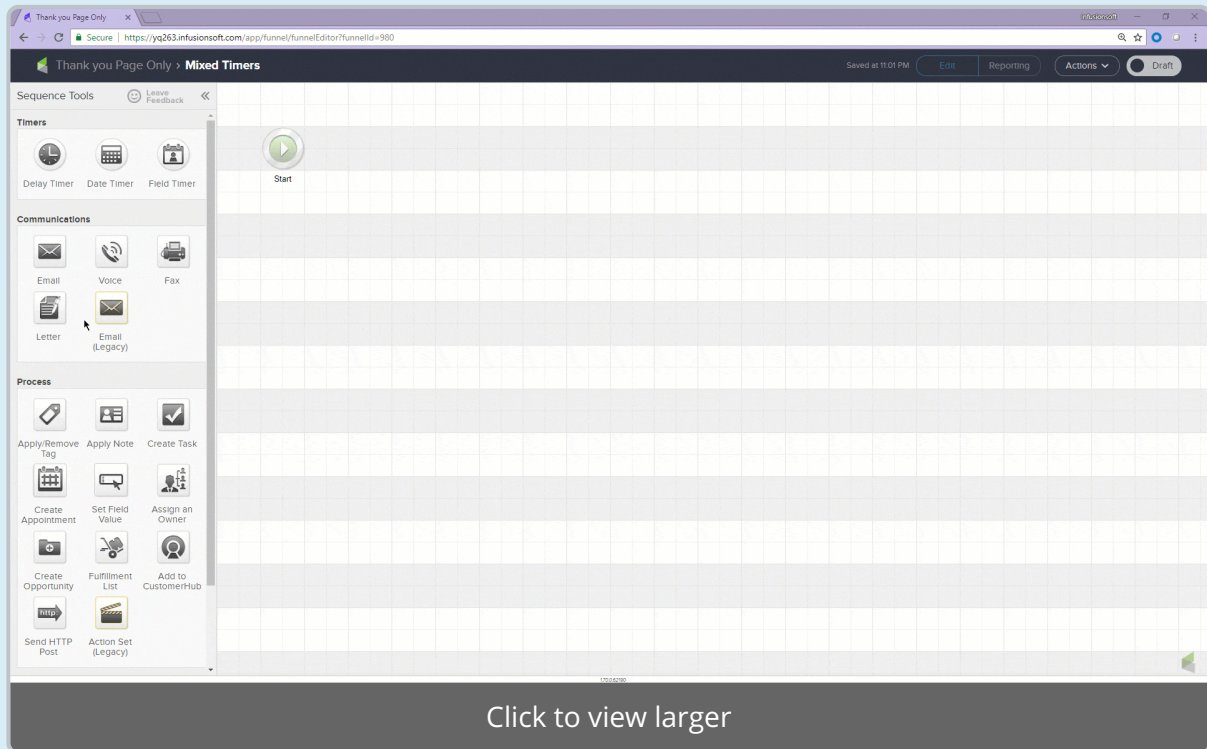 Thank you Page Only
Infusionsoft
Secure | https://yq263.infusionsoft.com/app/funnel/funnelEditor?funnelId=980
Thank you Page Only › Mixed Timers
Saved at 11:01 PM
Edit
Reporting
Actions
Draft
Sequence Tools
Leave
Feedback
Timers
Delay Timer
Date Timer
Field Timer
Start
Communications
Email
Voice
Fax
Letter
Email
(Legacy)
Process
Apply/Remove
Tag
Apply Note
Create Task
Create
Appointment
Set Field
Value
Assign an
Owner
Create
Opportunity
Fulfillment
List
Add to
CustomerHub
http
Send HTTP
Post
Action Set
(Legacy)
Click to view larger